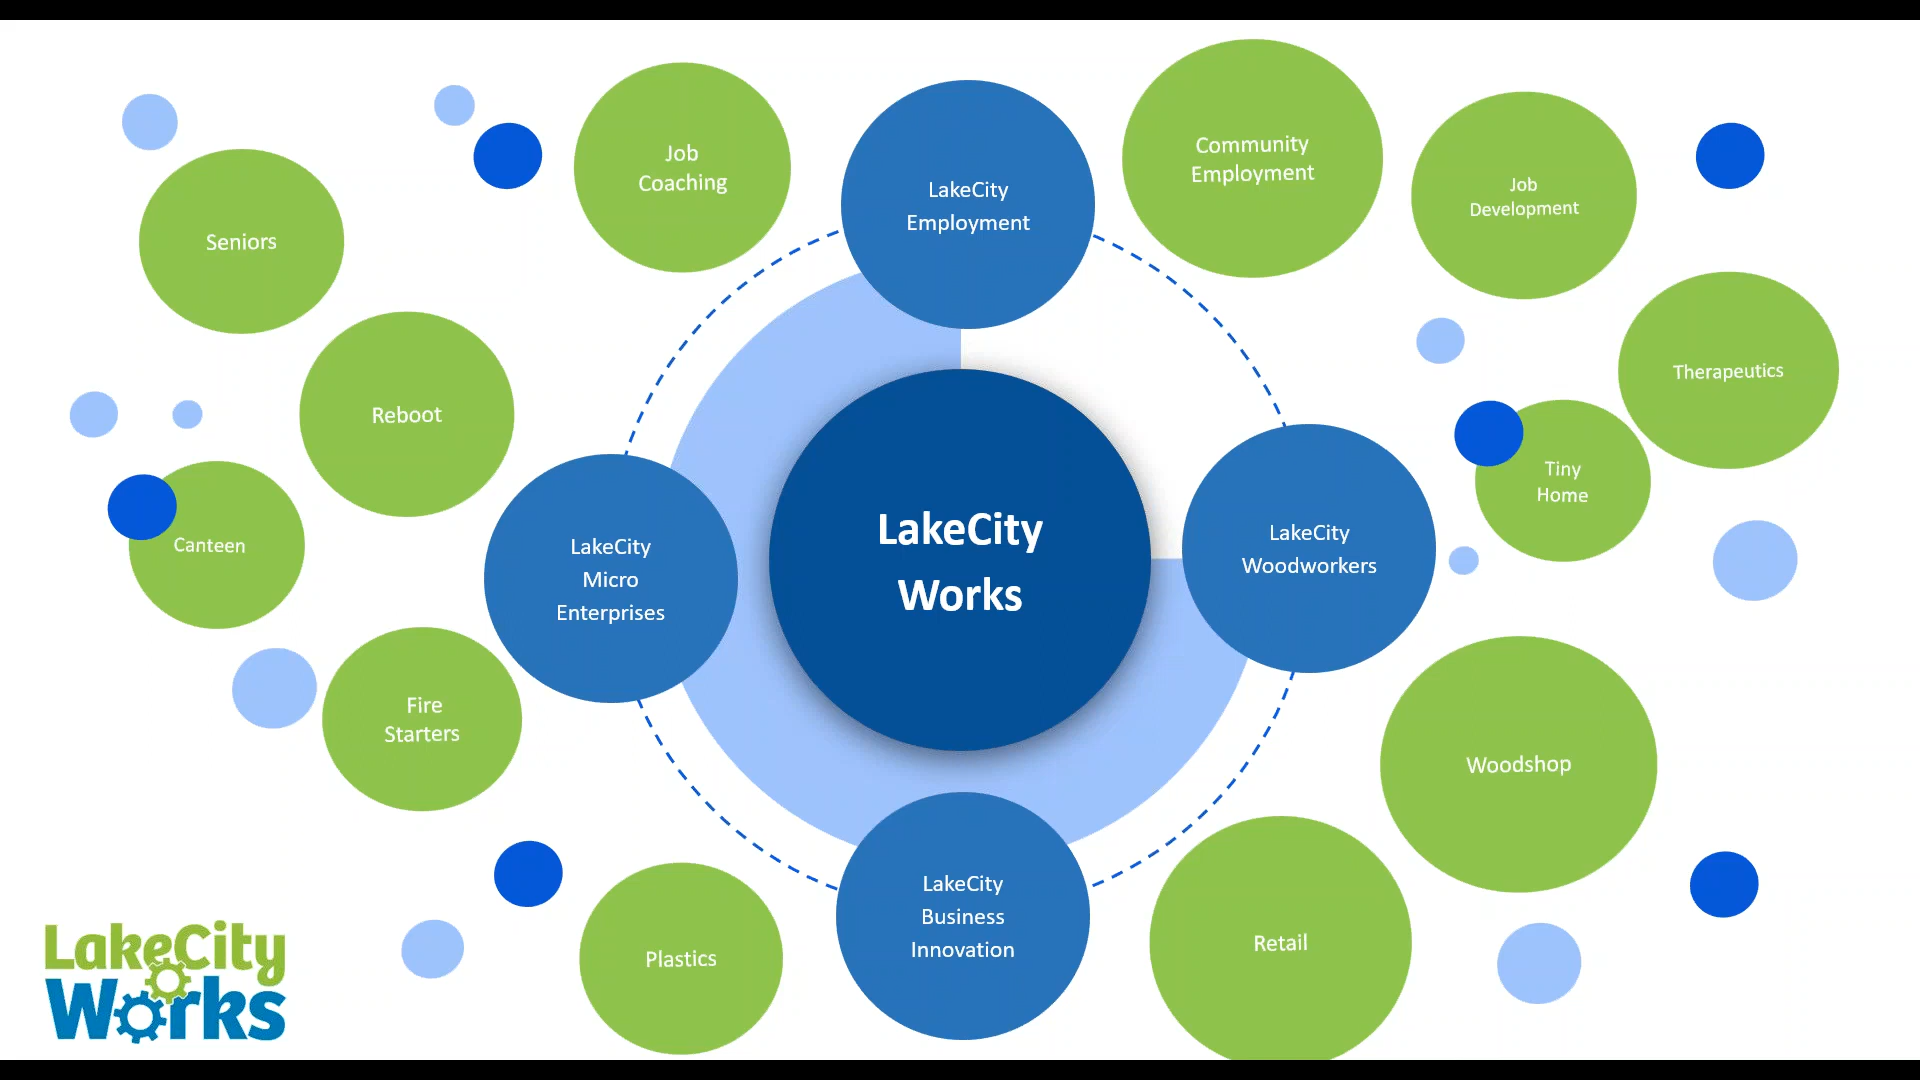 Job
Coaching
LakeCity
Employment
Community
Employment
Job
Development
Seniors
Reboot
Therapeutics
Tiny
Home
Canteen
LakeCity
Micro
Enterprises
LakeCity
Works
LakeCity
Woodworkers
Fire
Starters
Woodshop
LakeCity
Business
Innovation
Plastics
Retail
LakeCity
Works